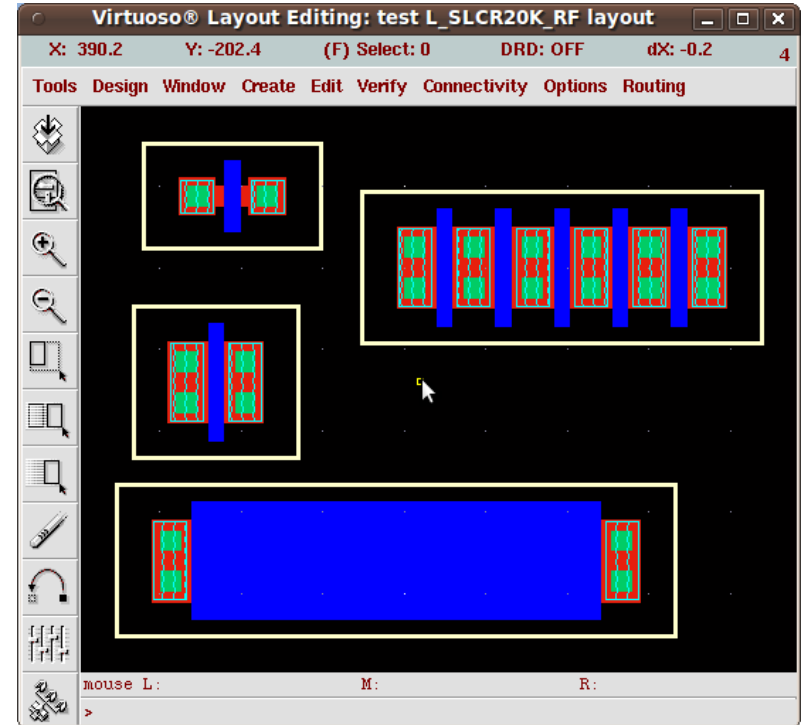 Virtuoso® Layout Editing: test L_SLCR20K_RF layout
X: 390.2 Y: -202.4 (F) Select: 0 DRD: OFF dX: -0.2 4
Tools Design Window Create Edit Verify Connectivity Options Routing
mouse L: M: R:
>